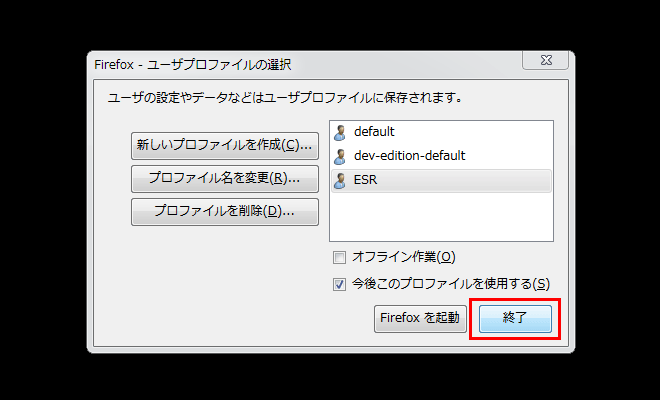 Firefox - ユーザプロファイルの選択
ユーザの設定やデータなどはユーザプロファイルに保存されます。
新しいプロファイルを作成(C)...
プロファイル名を変更(R)...
プロファイルを削除(D)...
default
dev-edition-default
ESR
オフライン作業(O)
今後このプロファイルを使用する(S)
Firefox を起動
終了